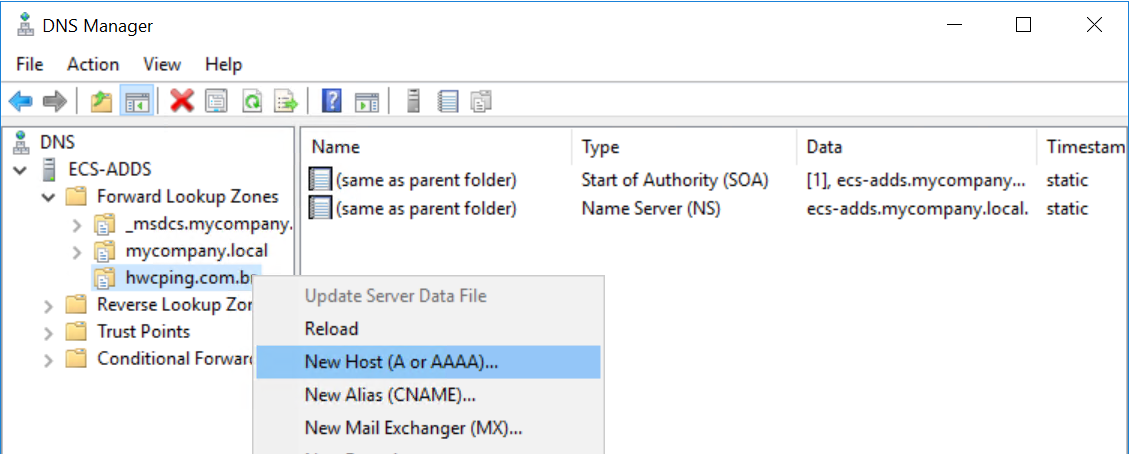 DNS Manager
File Action View Help
DNS
ECS-ADDS
Forward Lookup Zones
_msdcs.mycompany.
mycompany.local
hwcping.com.br
Reverse Lookup Zor
Trust Points
Conditional Forward
Name Type Data Timestam
(same as parent folder) Start of Authority (SOA) [1], ecs-adds.mycompany... static
(same as parent folder) Name Server (NS) ecs-adds.mycompany.local. static
Update Server Data File
Reload
New Host (A or AAAA)...
New Alias (CNAME)...
New Mail Exchanger (MX)...